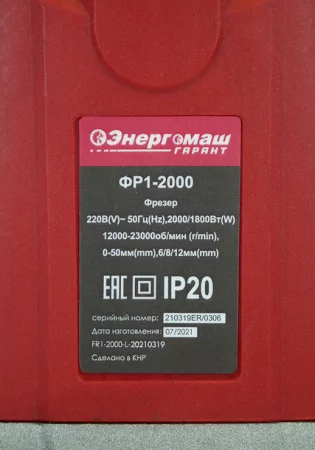 Энергомаш
ГАРАНТ
ФР1-2000
Фрезер
220В(V)~ 50Гц(Hz),2000/1800Вт(W)
12000-23000об/мин (r/min),
0-50мм(mm),6/8/12мм(mm)
EAC IP20
серийный номер: 210319ER/0306
Дата изготовления: 07/2021
FR1-2000-L-20210319
Сделано в КНР